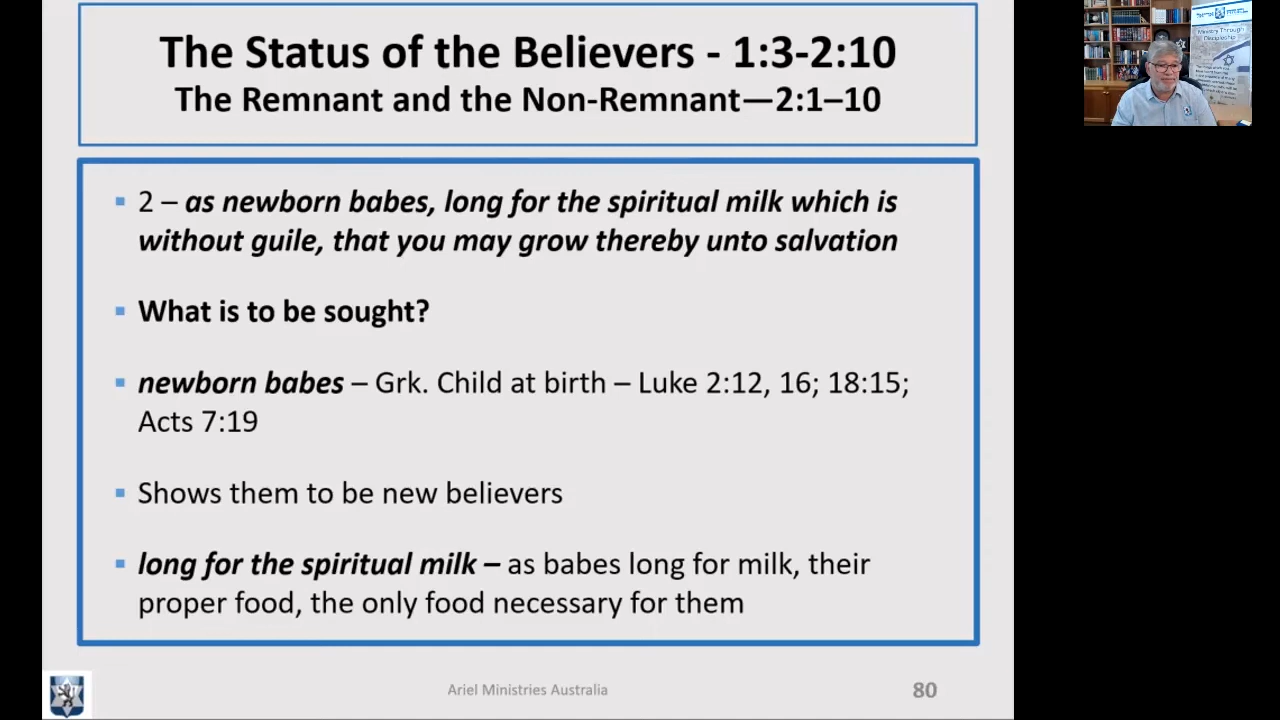 The Status of the Believers - 1:3-2:10
The Remnant and the Non-Remnant—2:1–10
▪ 2 – as newborn babes, long for the spiritual milk which is
without guile, that you may grow thereby unto salvation
▪ What is to be sought?
▪ newborn babes – Grk. Child at birth – Luke 2:12, 16; 18:15;
Acts 7:19
▪ Shows them to be new believers
▪ long for the spiritual milk – as babes long for milk, their
proper food, the only food necessary for them
Ariel Ministries Australia
80
Ministry Through
Discipleship